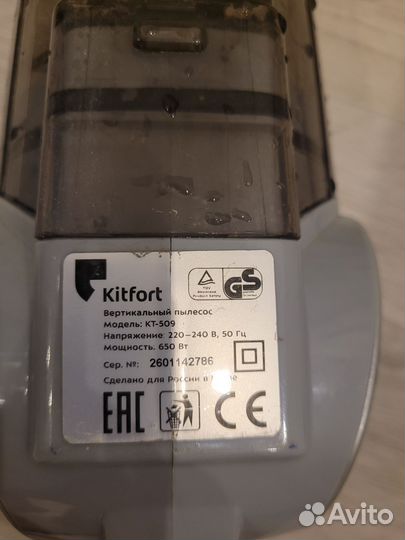 Kitfort
Вертикальный пылесос
Модель: КТ-509
Напряжение: 220-240 В, 50 Гц
Мощность: 650 Вт
Сер. №: 2601142786
Сделано для России в
TÜV
GS
EAC
CE
Avito